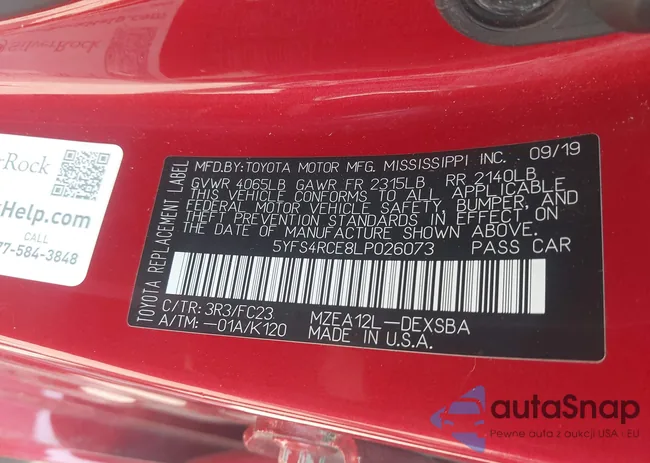 SilverRock
rRock
tHelp.com
CALL
77-584-3848
TOYOTA REPLACEMENT LABEL
MFD.BY: TOYOTA MOTOR MFG. MISSISSIPPI INC. 09/19
GVWR 4065LB GAWR FR 2315LB RR 2140LB
THIS VEHICLE CONFORMS TO ALL APPLICABLE
FEDERAL MOTOR VEHICLE SAFETY, BUMPER, AND
THEFT PREVENTION STANDARDS IN EFFECT ON THE
DATE OF MANUFACTURE SHOWN ABOVE.
5YFS4RCE8LP026073 PASS CAR
C/TR: 3R3/FC23 MZEA12L-DEXSBA
A/TM: -01A/K120 MADE IN U.S.A.
autaSnap
Pewne auta z aukcji USA i EU